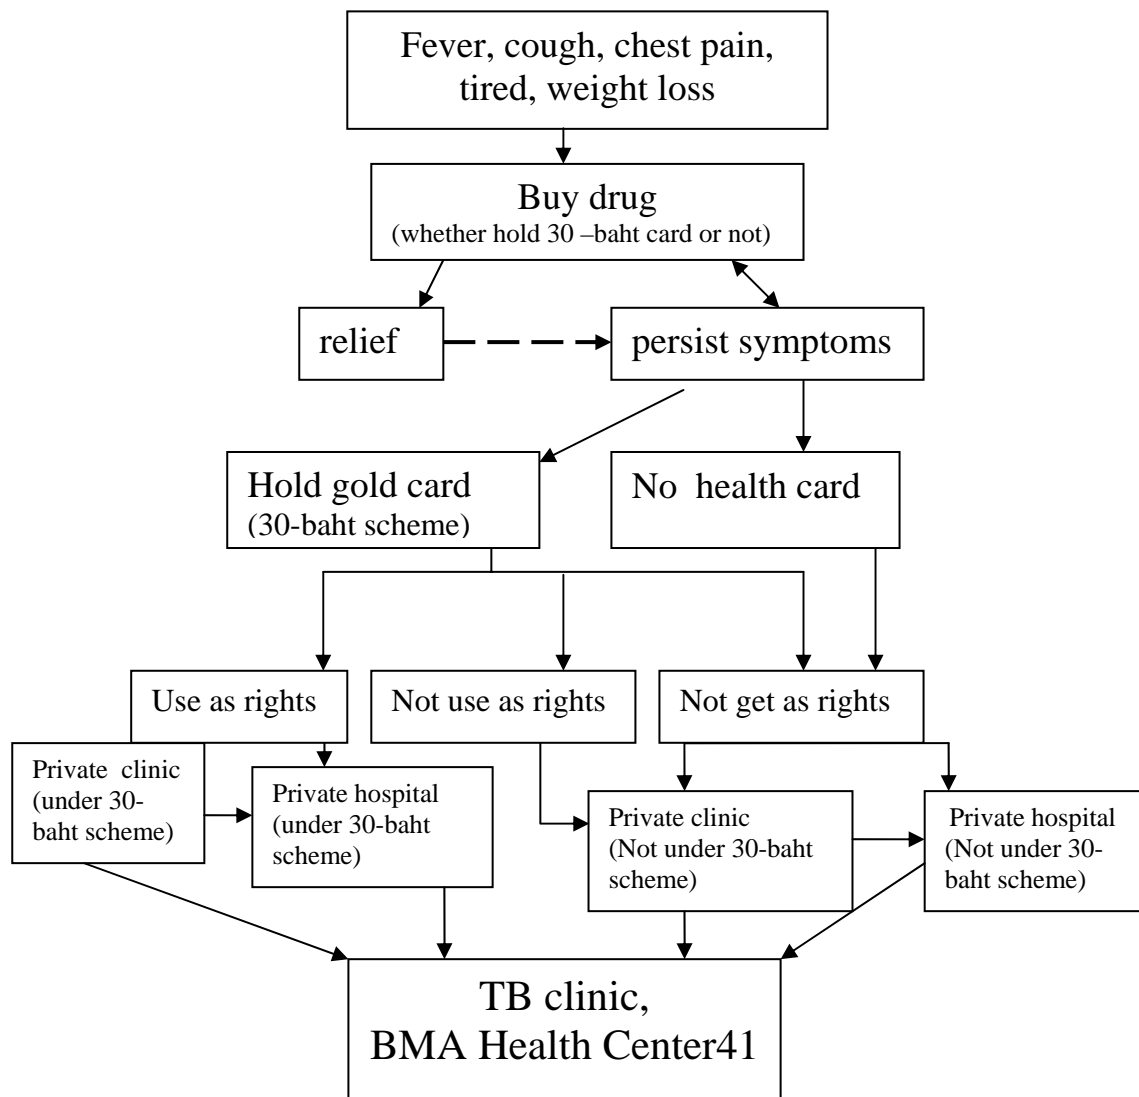 Fever, cough, chest pain,
tired, weight loss
Buy drug
(whether hold 30 –baht card or not)
relief
persist symptoms
Hold gold card
(30-baht scheme)
No health card
Use as rights
Not use as rights
Not get as rights
Private clinic
(under 30-
baht scheme)
Private hospital
(under 30-baht
scheme)
Private clinic
(Not under 30-baht
scheme)
Private hospital
(Not under 30-
baht scheme)
TB clinic,
BMA Health Center41